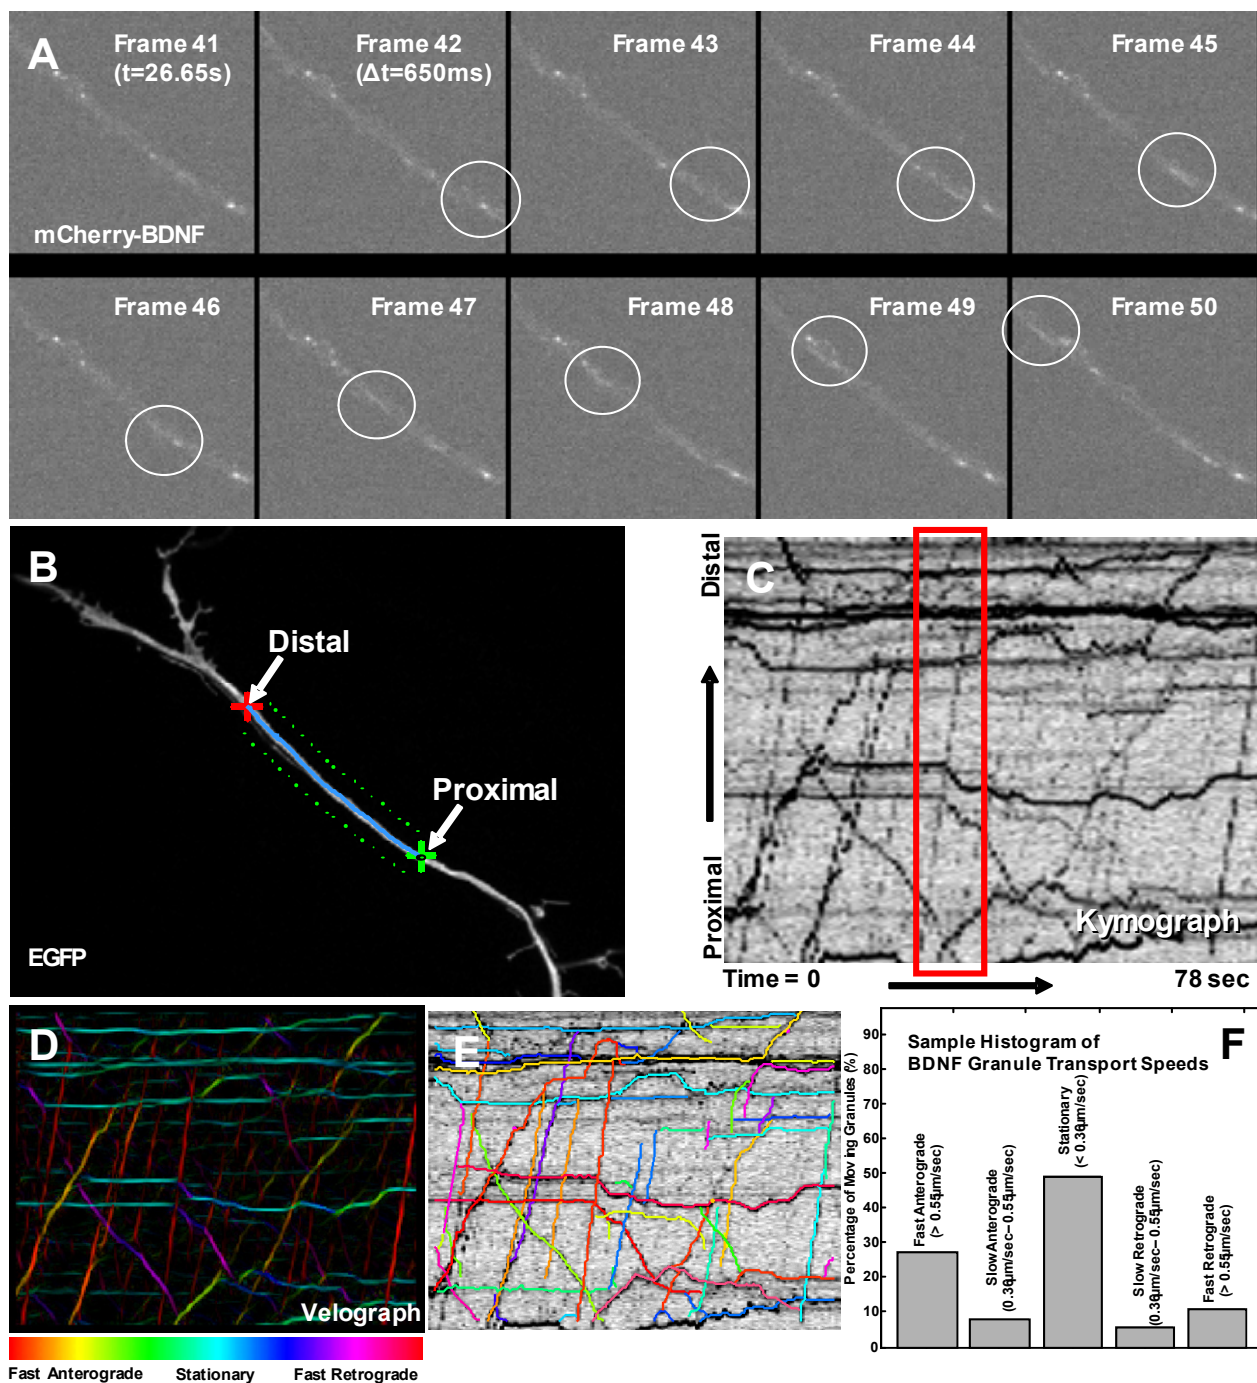 A
Frame 41
(t=26.65s)
Frame 42
(Δt=650ms)
Frame 43
Frame 44
Frame 45
mCherry-BDNF
Frame 46
Frame 47
Frame 48
Frame 49
Frame 50
B
Distal
Proximal
EGFP
C
Distal
Proximal
Kymograph
Time = 0
78 sec
D
Velograph
Fast Anterograde
Stationary
Fast Retrograde
E
F
Sample Histogram of
BDNF Granule Transport Speeds
Percentage of Moving Granules (%)
90
80
70
60
50
40
30
20
10
0
Fast Anterograde
(> 0.55µm/sec)
Slow Anterograde
(0.36µm/sec–0.55µm/sec)
Stationary
(< 0.36µm/sec)
Slow Retrograde
(0.36µm/sec–0.55µm/sec)
Fast Retrograde
(> 0.55µm/sec)